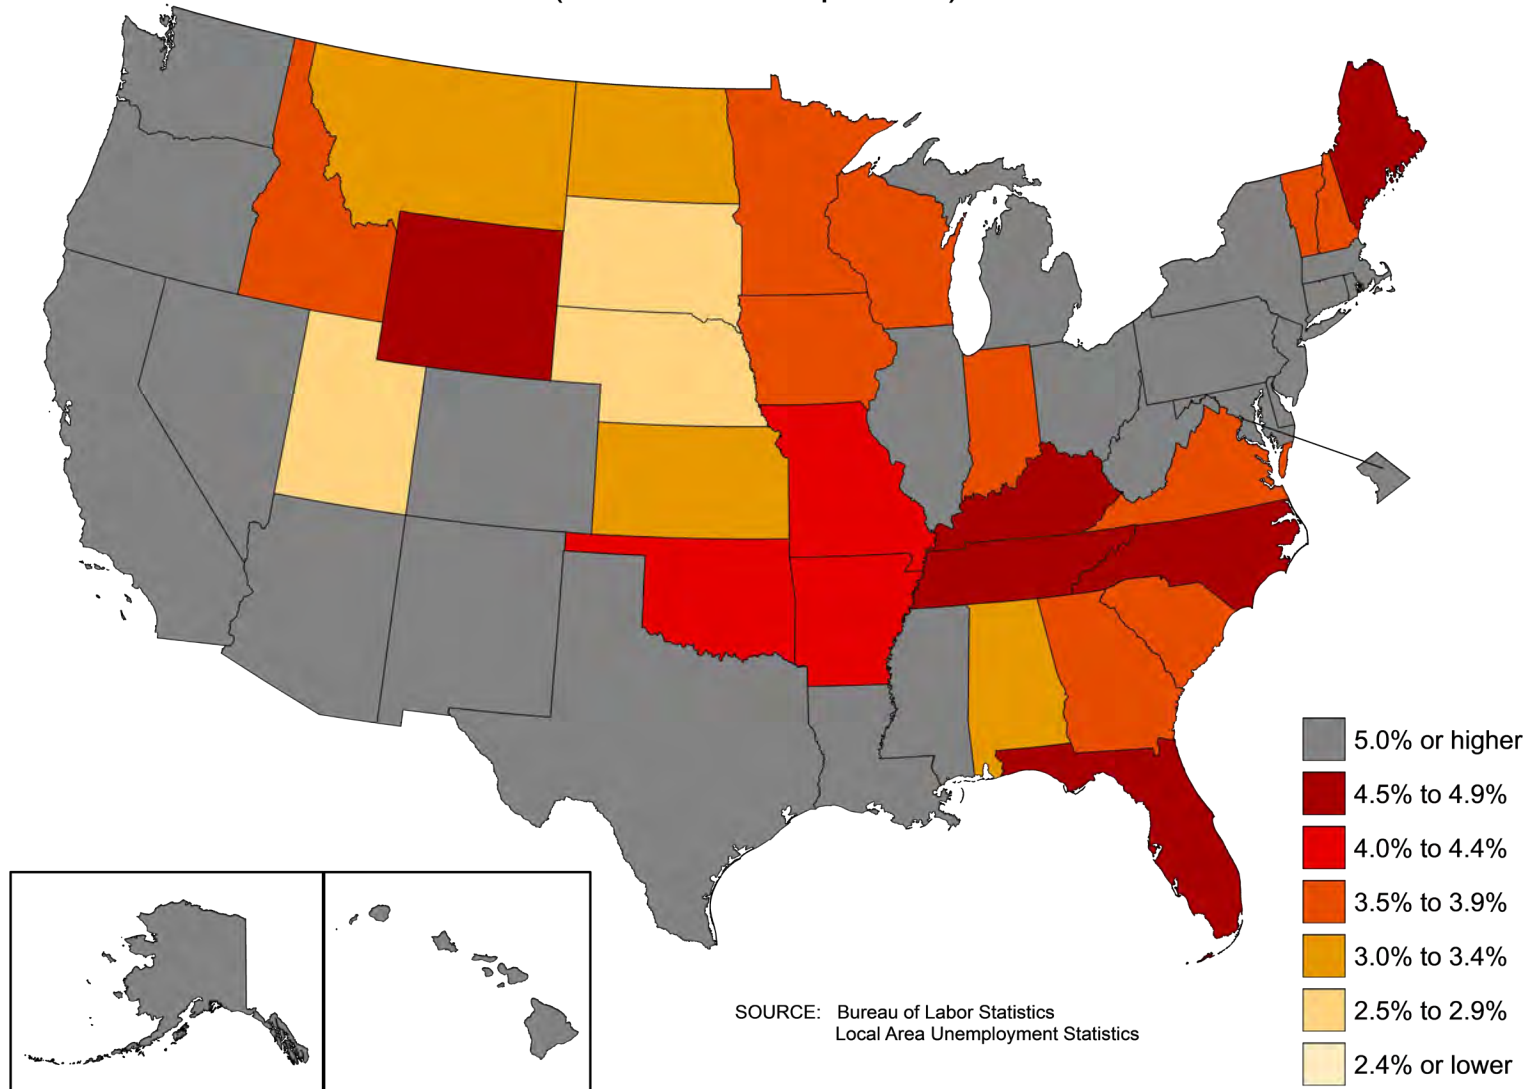 5.0% or higher
4.5% to 4.9%
4.0% to 4.4%
3.5% to 3.9%
3.0% to 3.4%
2.5% to 2.9%
2.4% or lower
SOURCE: Bureau of Labor Statistics
Local Area Unemployment Statistics